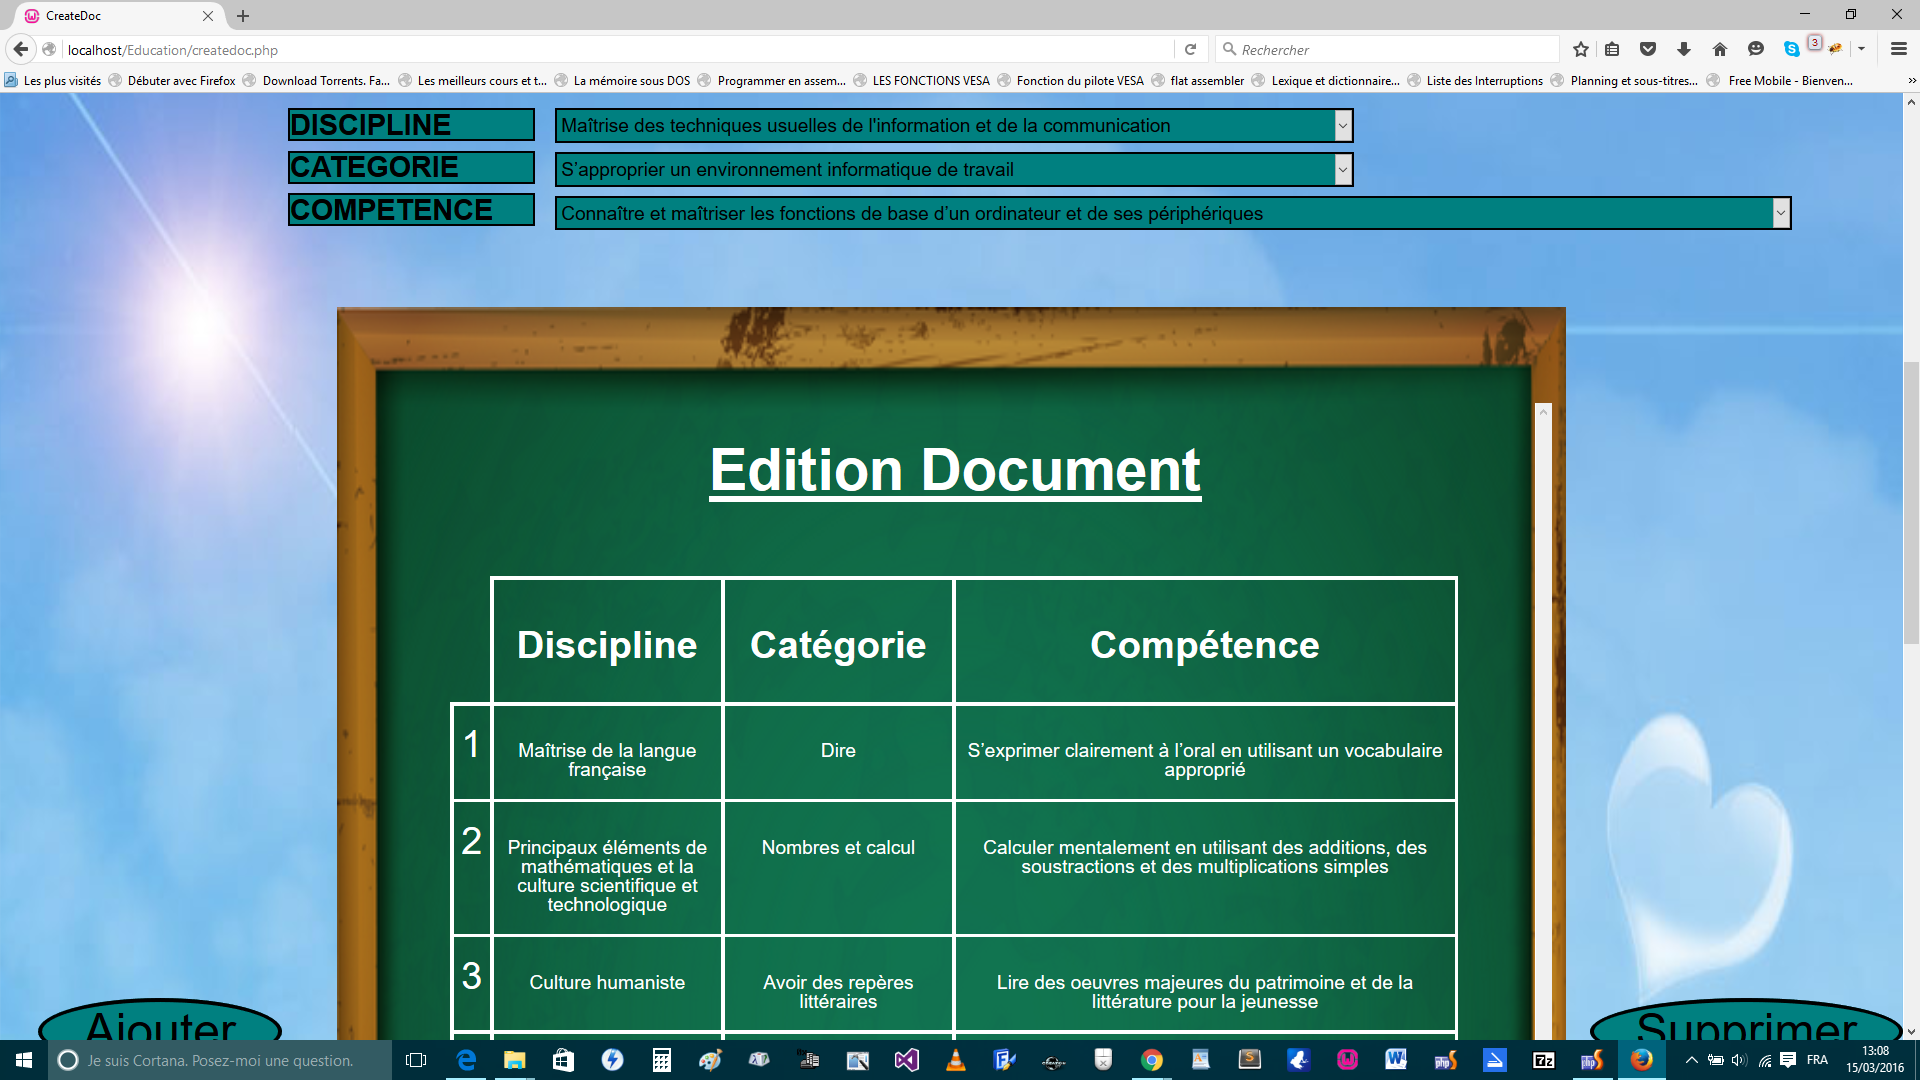 CreateDoc
localhost/Education/createdoc.php
Rechercher
3
Les plus visités Débuter avec Firefox Download Torrents. Fa... Les meilleurs cours et t... La mémoire sous DOS Programmer en assem... LES FONCTIONS VESA Fonction du pilote VESA flat assembler Lexique et dictionnaire... Liste des Interruptions Planning et sous-titres... Free Mobile - Bienven...
DISCIPLINE Maîtrise des techniques usuelles de l'information et de la communication
CATEGORIE S’approprier un environnement informatique de travail
COMPETENCE Connaître et maîtriser les fonctions de base d’un ordinateur et de ses périphériques
Edition Document
Discipline Catégorie Compétence
1 Maîtrise de la langue
française
Dire
S’exprimer clairement à l’oral en utilisant un vocabulaire
approprié
2 Principaux éléments de
mathématiques et la
culture scientifique et
technologique
Nombres et calcul
Calculer mentalement en utilisant des additions, des
soustractions et des multiplications simples
3 Culture humaniste
Avoir des repères
littéraires
Lire des oeuvres majeures du patrimoine et de la
littérature pour la jeunesse
Ajouter
Supprimer
Je suis Cortana. Posez-moi une question.
FRA
13:08
15/03/2016